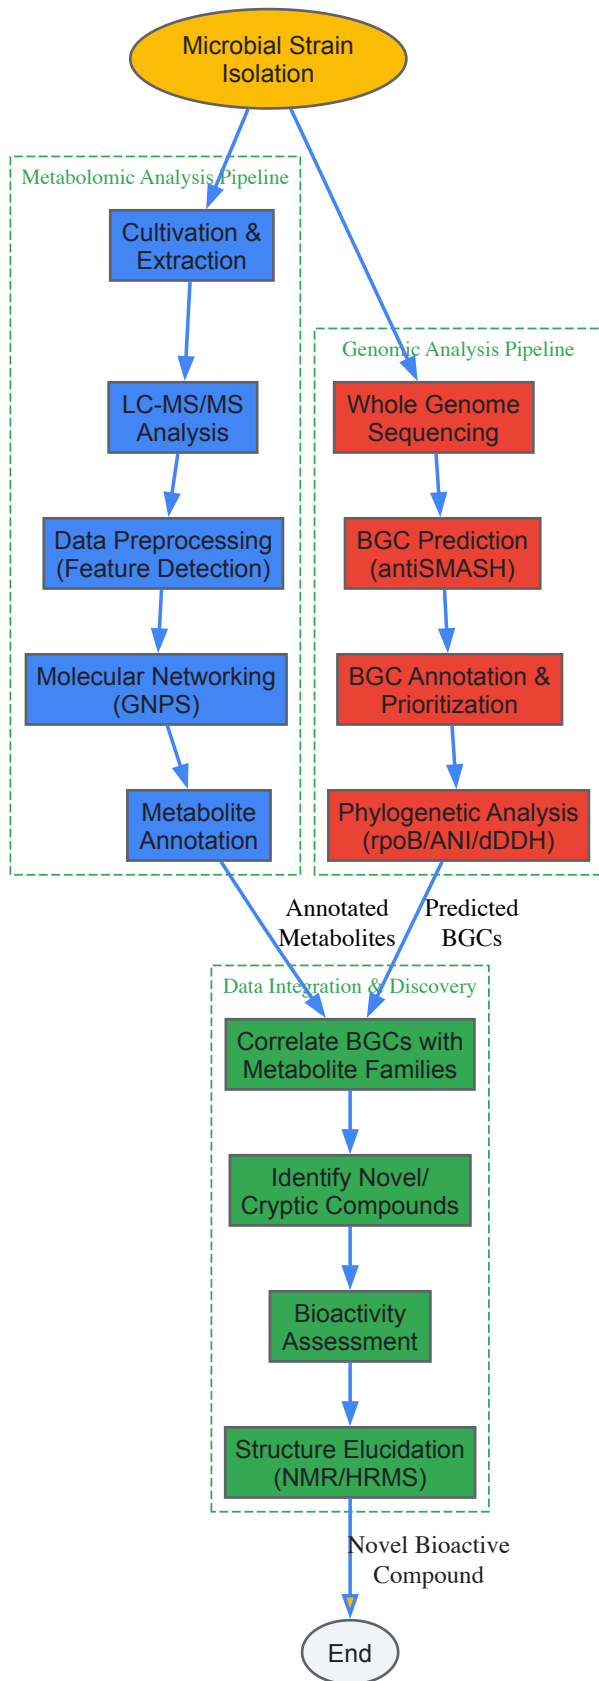 Microbial Strain
Isolation
Metabolomic Analysis Pipeline
Cultivation &
Extraction
LC-MS/MS
Analysis
Data Preprocessing
(Feature Detection)
Molecular Networking
(GNPS)
Metabolite
Annotation
Genomic Analysis Pipeline
Whole Genome
Sequencing
BGC Prediction
(antiSMASH)
BGC Annotation &
Prioritization
Phylogenetic Analysis
(rpoB/ANI/dDDH)
Annotated
Metabolites
Predicted
BGCs
Data Integration & Discovery
Correlate BGCs with
Metabolite Families
Identify Novel/
Cryptic Compounds
Bioactivity
Assessment
Structure Elucidation
(NMR/HRMS)
Novel Bioactive
Compound
End